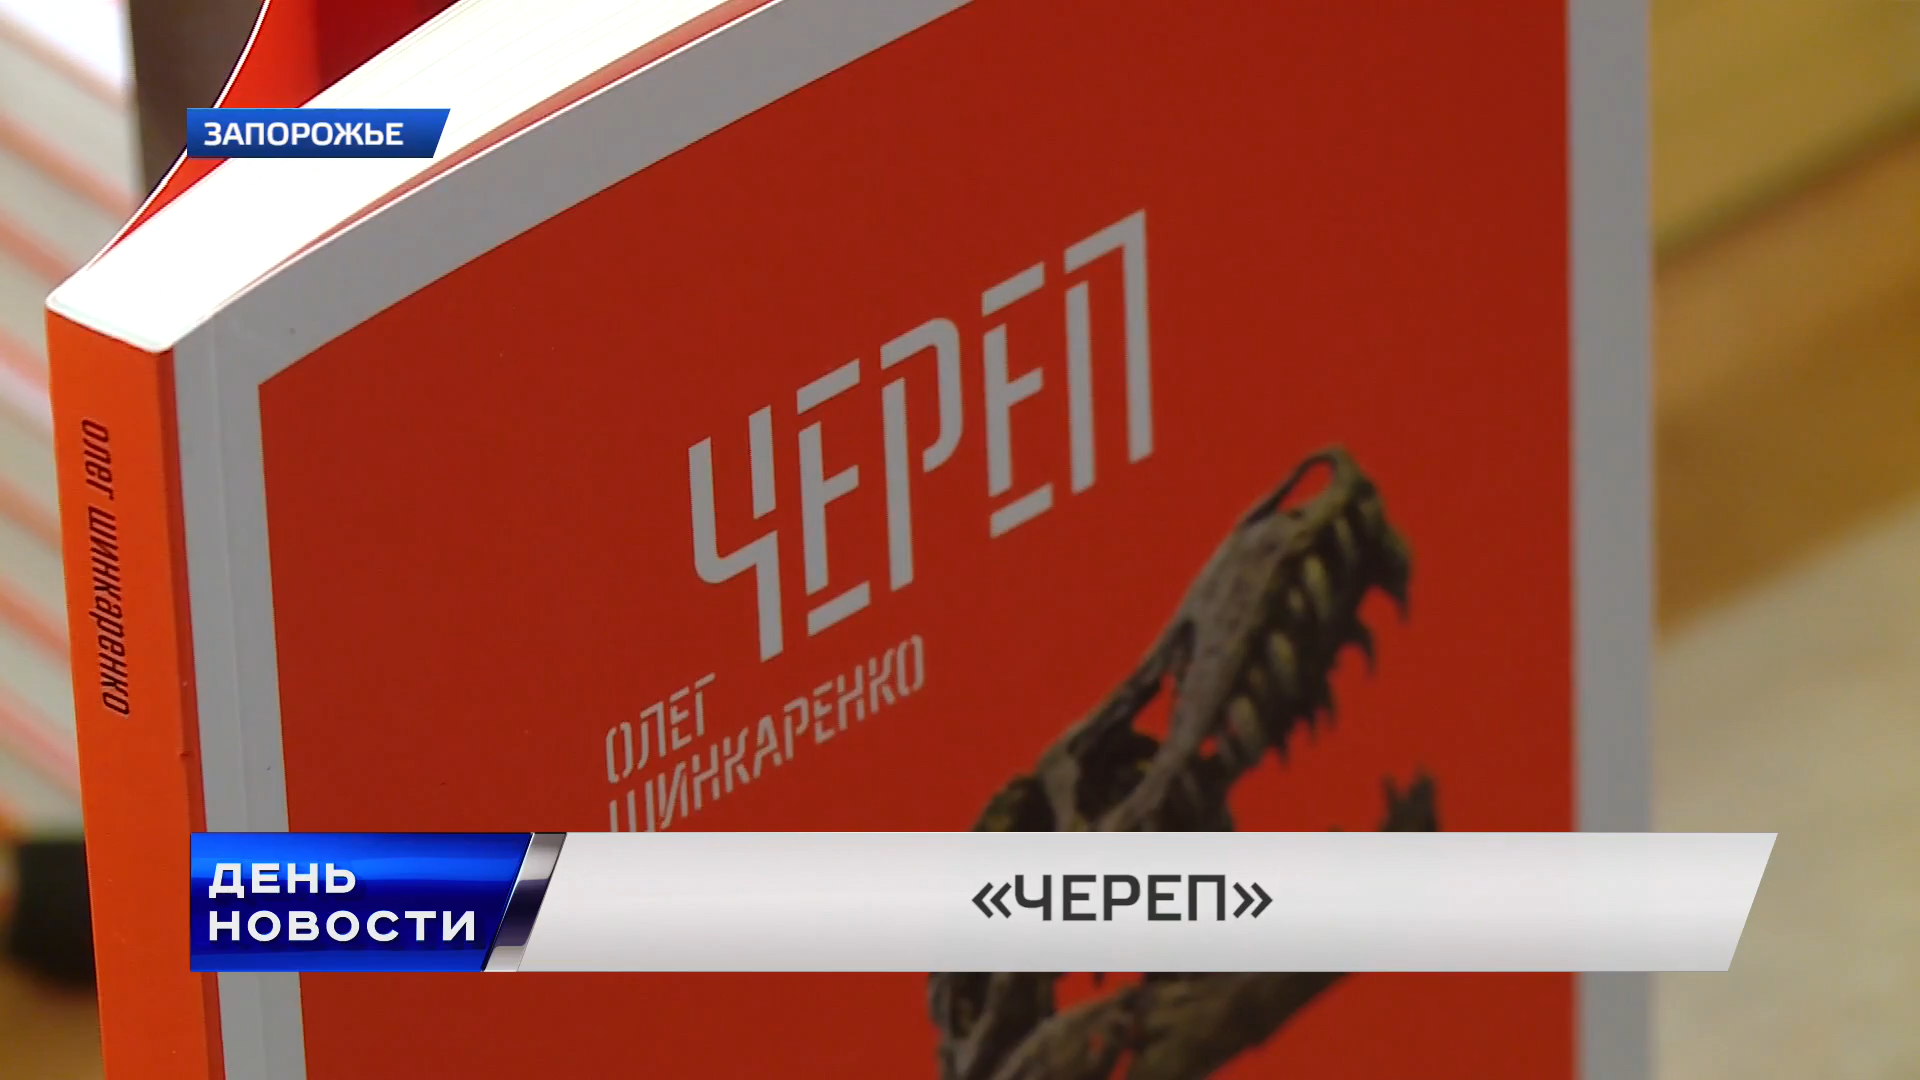 ЗАПОРОЖЬЕ
ЧЕРЕП
ОЛЕГ
ШИНКАРЕНКО
ОЛЕГ ШИНКАРЕНКО
ДЕНЬ
НОВОСТИ
«ЧЕРЕП»